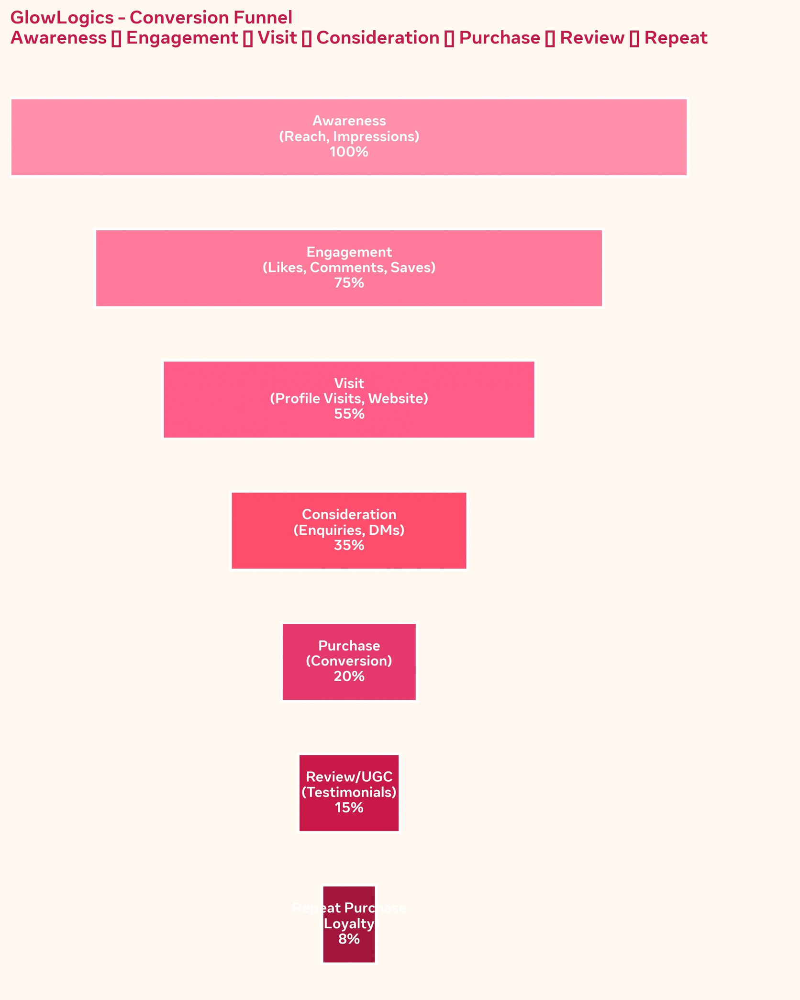 GlowLogics - Conversion Funnel
Awareness ▯ Engagement ▯ Visit ▯ Consideration ▯ Purchase ▯ Review ▯ Repeat
Awareness
(Reach, Impressions)
100%
Engagement
(Likes, Comments, Saves)
75%
Visit
(Profile Visits, Website)
55%
Consideration
(Enquiries, DMs)
35%
Purchase
(Conversion)
20%
Review/UGC
(Testimonials)
15%
Repeat Purchase
(Loyalty)
8%